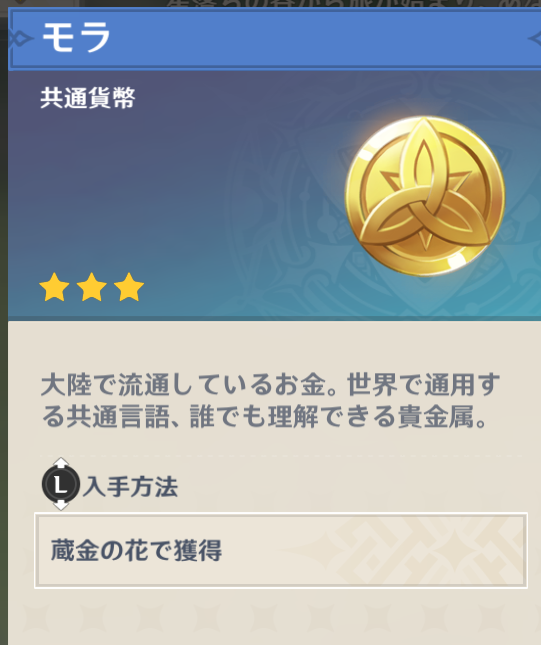 モラ
共通貨幣
大陸で流通しているお金。世界で通用す
る共通言語、誰でも理解できる貴金属。
L 入手方法
蔵金の花で獲得